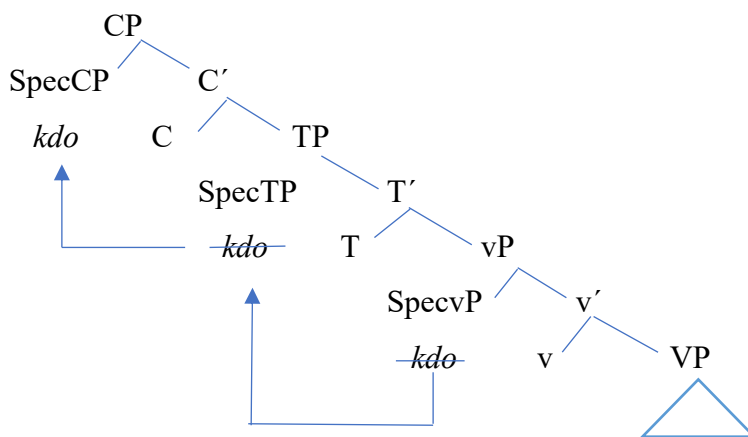 CP
SpecCP C´
kdo C TP
SpecTP T´
kdo T vP
SpecvP v´
kdo v VP